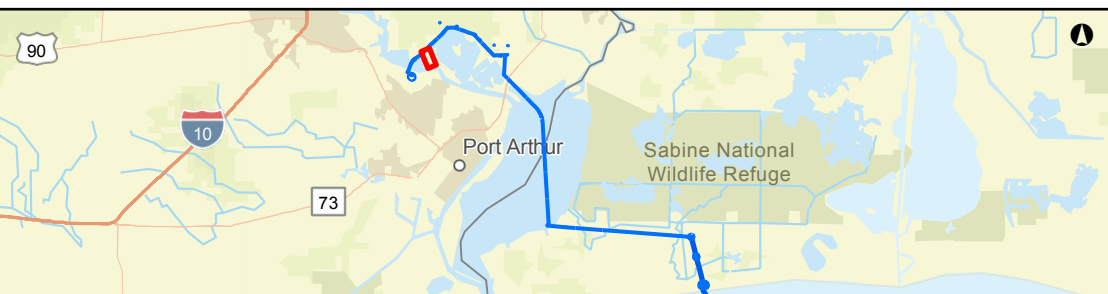 90
10
Port Arthur
Sabine National
Wildlife Refuge
73